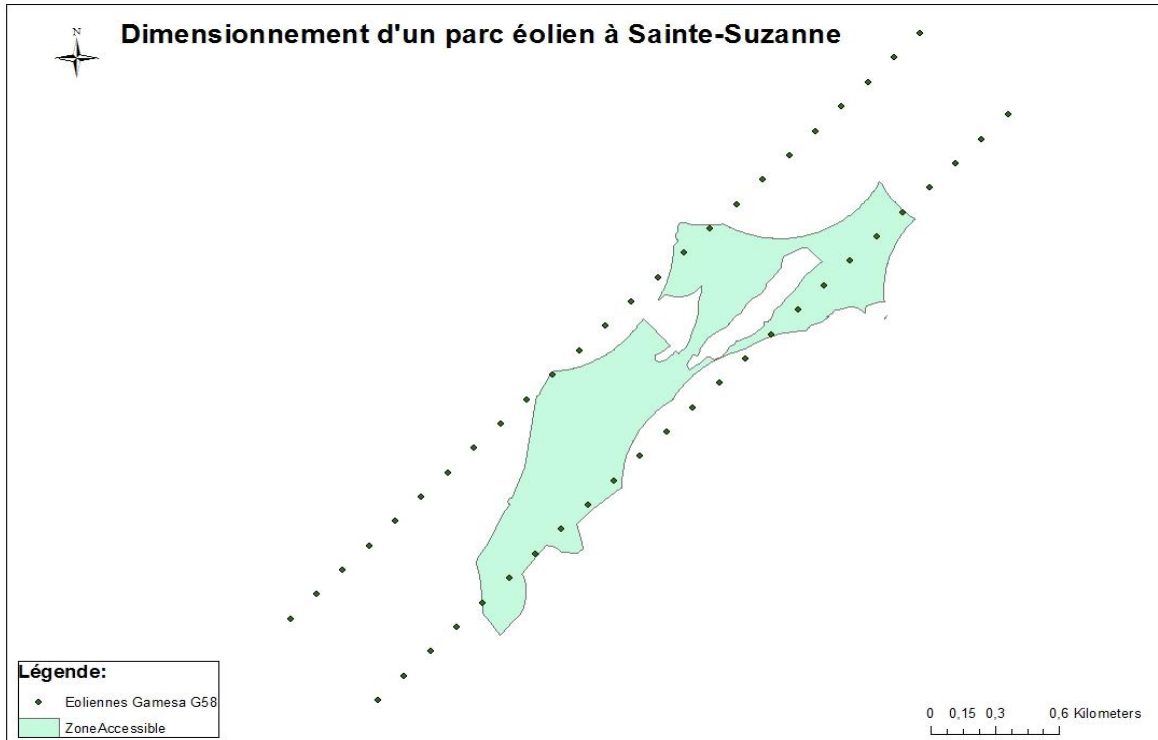 Dimensionnement d'un parc éolien à Sainte-Suzanne
N
Légende:
Eoliennes Gamesa G58
ZoneAccessible
0 0,15 0,3 0,6 Kilometers